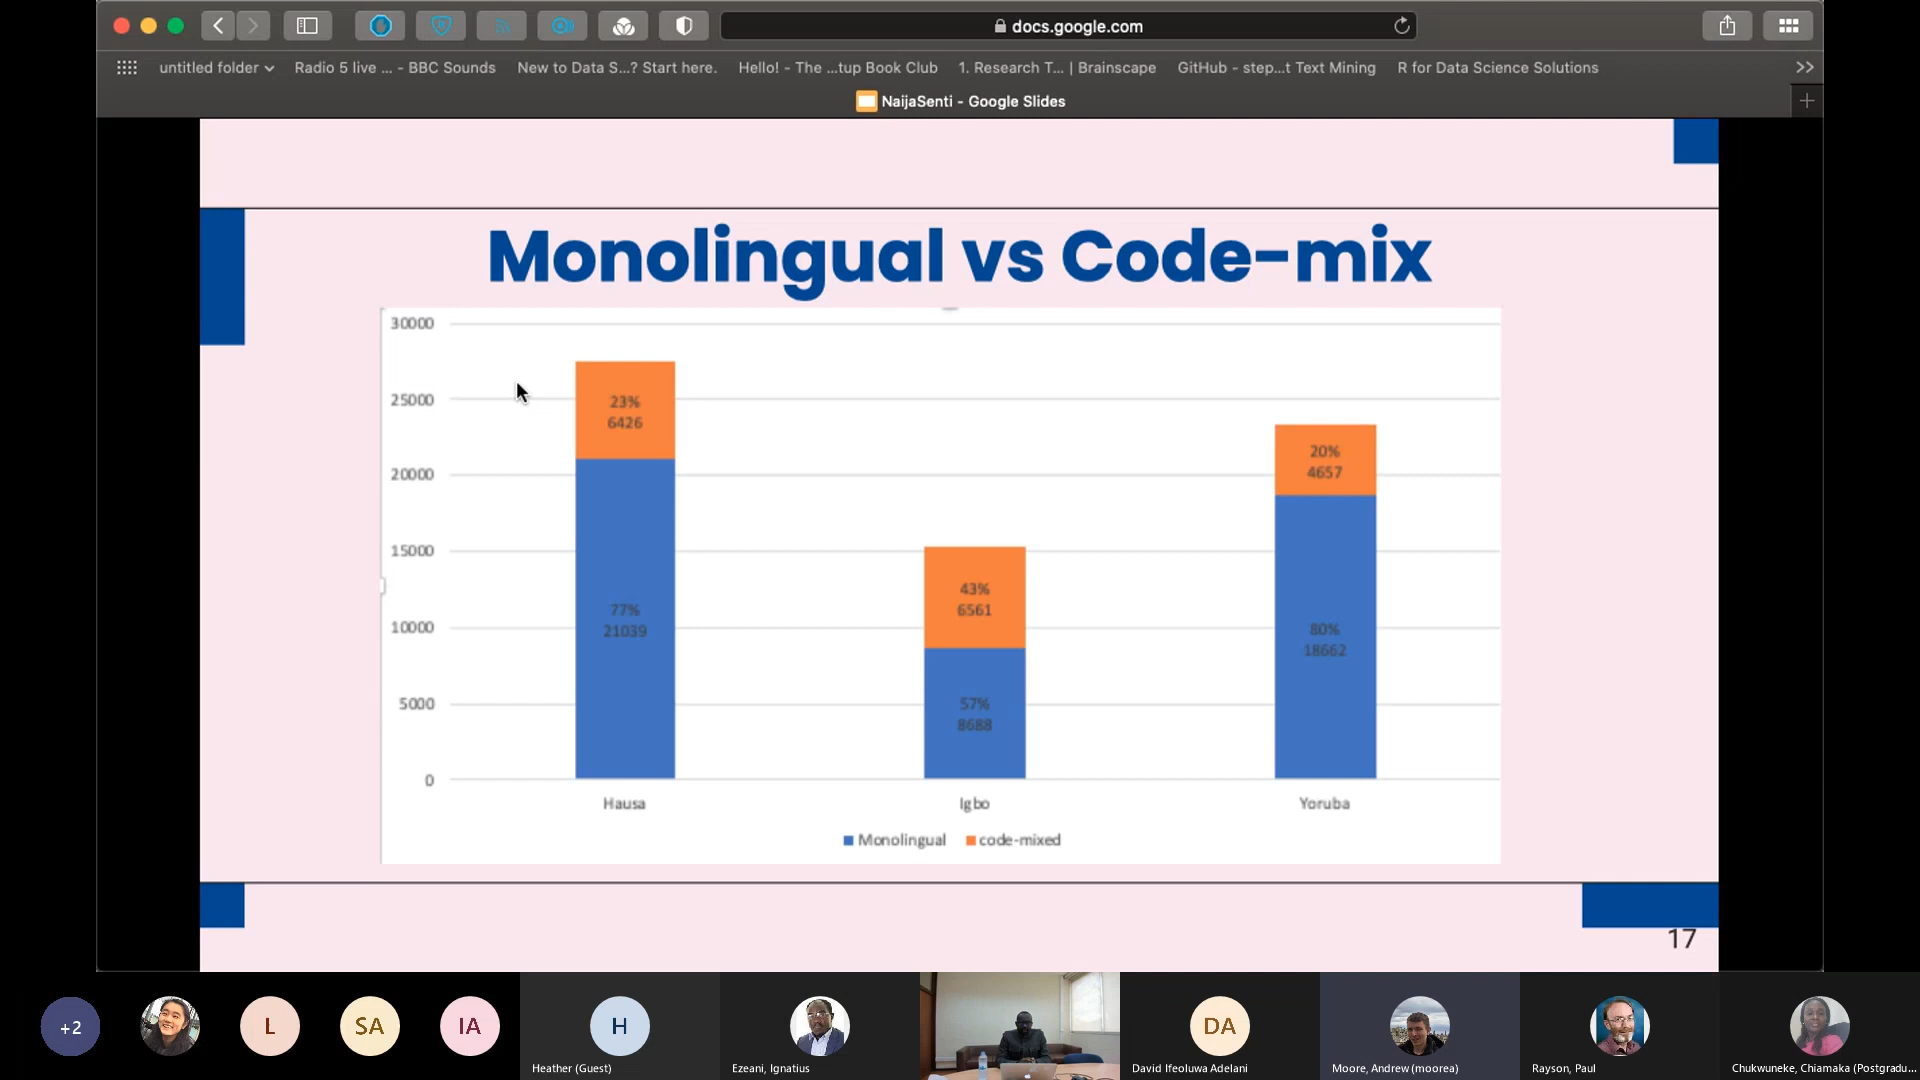 docs.google.com
untitled folder
Radio 5 live ... - BBC Sounds
New to Data S...? Start here.
Hello! - The ...tup Book Club
1. Research T... | Brainscape
GitHub - step...t Text Mining
R for Data Science Solutions
NaijaSenti - Google Slides
Monolingual vs Code-mix
30000
25000
20000
15000
10000
5000
0
23%
6426
77%
21039
43%
6561
57%
8688
20%
4657
80%
18662
Hausa
Igbo
Yoruba
Monolingual
code-mixed
17
+2
L
SA
IA
H
Heather (Guest)
Ezeani, Ignatius
DA
David Ifeoluwa Adelani
Moore, Andrew (moorea)
Rayson, Paul
Chukwuneke, Chiamaka (Postgradu...